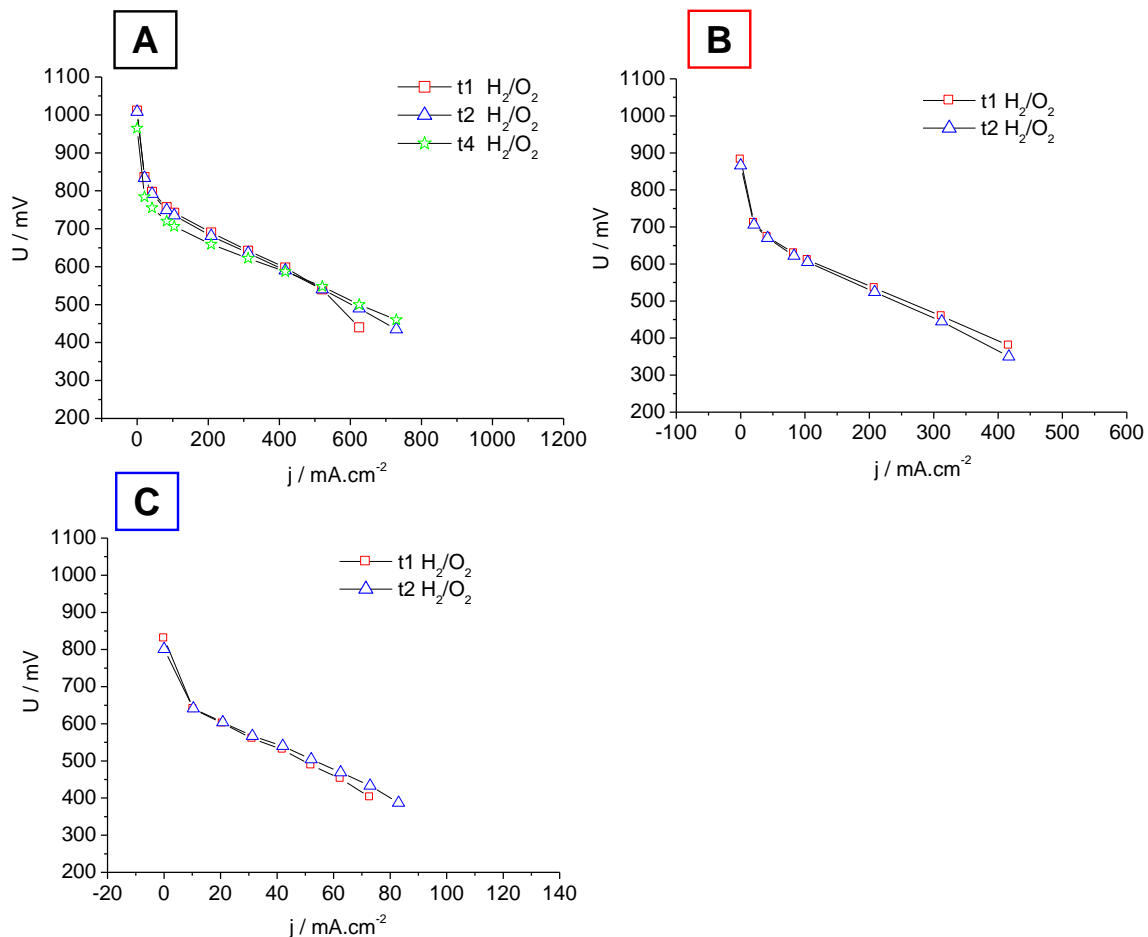 A
t1 H₂/O₂
t2 H₂/O₂
t4 H₂/O₂
1100
1000
900
800
700
600
500
400
300
200
U / mV
0 200 400 600 800 1000 1200
j / mA.cm⁻²
B
t1 H₂/O₂
t2 H₂/O₂
1100
1000
900
800
700
600
500
400
300
200
U / mV
-100 0 100 200 300 400 500 600
j / mA.cm⁻²
C
t1 H₂/O₂
t2 H₂/O₂
1100
1000
900
800
700
600
500
400
300
200
U / mV
-20 0 20 40 60 80 100 120 140
j / mA.cm⁻²